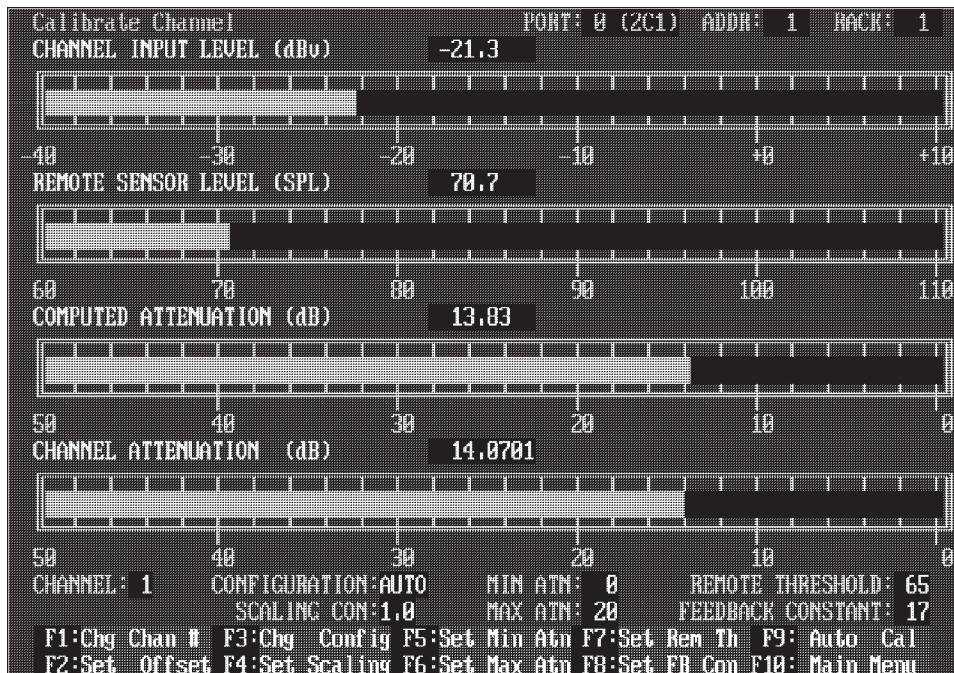 Calibrate Channel PORT: 0 (2C1) ADDR: 1 RACK: 1
CHANNEL INPUT LEVEL (dBv) -21.3
-40 -30 -20 -10 +0 +10
REMOTE SENSOR LEVEL (SPL) 70.7
60 70 80 90 100 110
COMPUTED ATTENUATION (dB) 13.83
50 40 30 20 10 0
CHANNEL ATTENUATION (dB) 14.0701
50 40 30 20 10 0
CHANNEL: 1 CONFIGURATION:AUTO MIN ATN: 0 REMOTE THRESHOLD: 65
SCALING CON:1.0 MAX ATN: 20 FEEDBACK CONSTANT: 17
F1:Chg Chan # F3:Chg Config F5:Set Min Atn F7:Set Rem Th F9: Auto Cal
F2:Set Offset F4:Set Scaling F6:Set Max Atn F8:Set FB Con F10: Main Menu